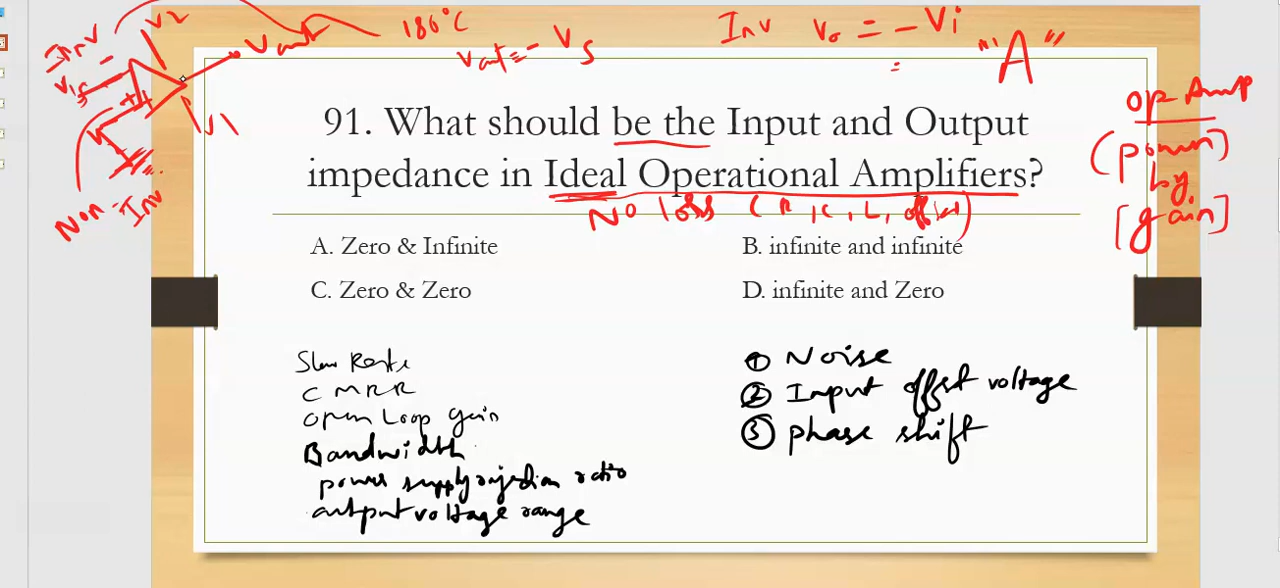 Inv
V2
Vout
180°C
Vout = - Vs
Inv Vo = - Vi
=
"A"
-
V1s
+
V1
Non-Inv
91. What should be the Input and Output
impedance in Ideal Operational Amplifiers?
NO loss (R, C, L,
OP Amp
(power)
by
[gain]
A. Zero & Infinite
B. infinite and infinite
C. Zero & Zero
D. infinite and Zero
Slew Rate
CMRR
open Loop gain
Bandwidth
power supply rejection ratio
output voltage range
① Noise
② Input offset voltage
③ phase shift